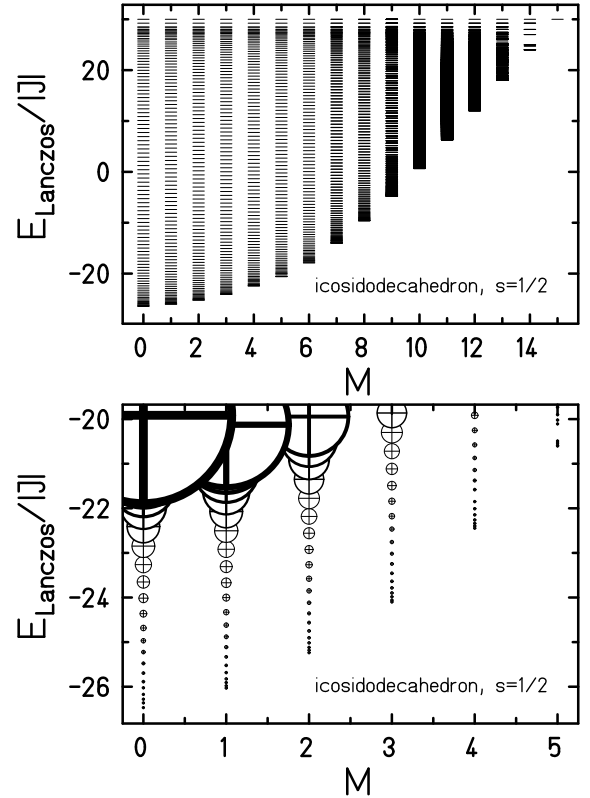 E_Lanczos/|J|
20
0
−20
icosidodecahedron, s=1/2
0 2 4 6 8 10 12 14
M
E_Lanczos/|J|
−20
−22
−24
−26
icosidodecahedron, s=1/2
0 1 2 3 4 5
M